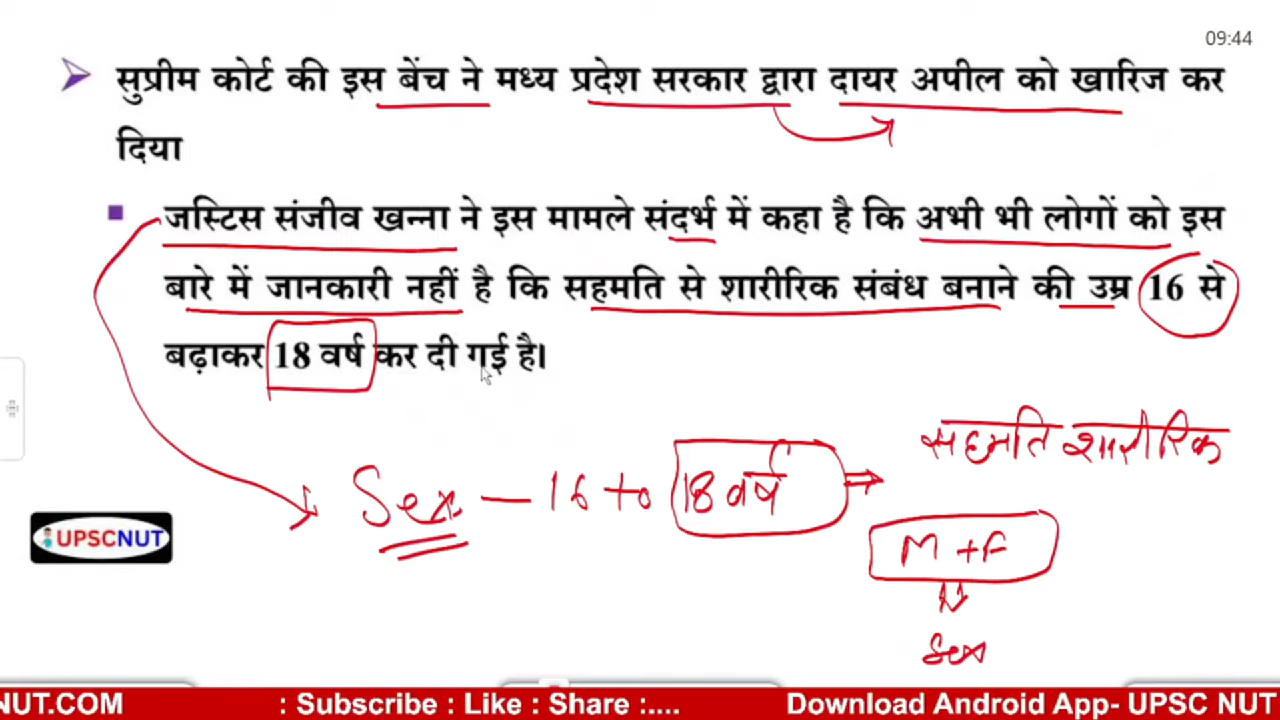 09:44
सुप्रीम कोर्ट की इस बेंच ने मध्य प्रदेश सरकार द्वारा दायर अपील को खारिज कर
दिया
जस्टिस संजीव खन्ना ने इस मामले संदर्भ में कहा है कि अभी भी लोगों को इस
बारे में जानकारी नहीं है कि सहमति से शारीरिक संबंध बनाने की उम्र 16 से
बढ़ाकर 18 वर्ष कर दी गई है।
सहमति शारीरिक
Sex – 16 to 18 वर्ष ⇒
UPSCNUT
M + F
Sex
NUT.COM : Subscribe : Like : Share :.... Download Android App- UPSC NUT